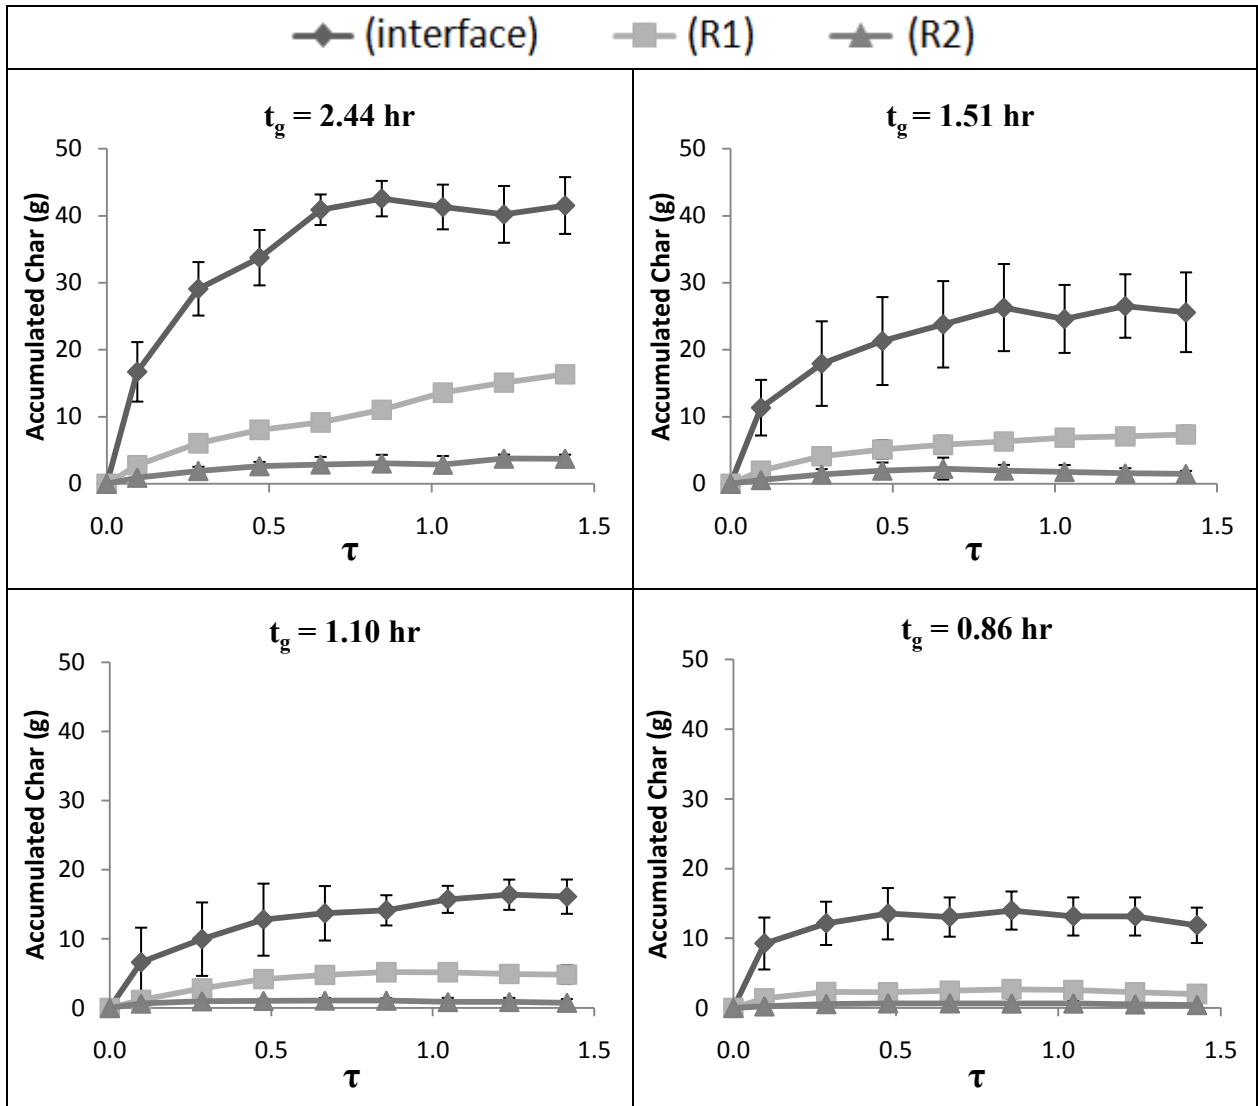 (interface) (R1) (R2)
tg = 2.44 hr
50
40
30
20
10
0
Accumulated Char (g)
0.0 0.5 1.0 1.5
τ
tg = 1.51 hr
50
40
30
20
10
0
Accumulated Char (g)
0.0 0.5 1.0 1.5
τ
tg = 1.10 hr
50
40
30
20
10
0
Accumulated Char (g)
0.0 0.5 1.0 1.5
τ
tg = 0.86 hr
50
40
30
20
10
0
Accumulated Char (g)
0.0 0.5 1.0 1.5
τ